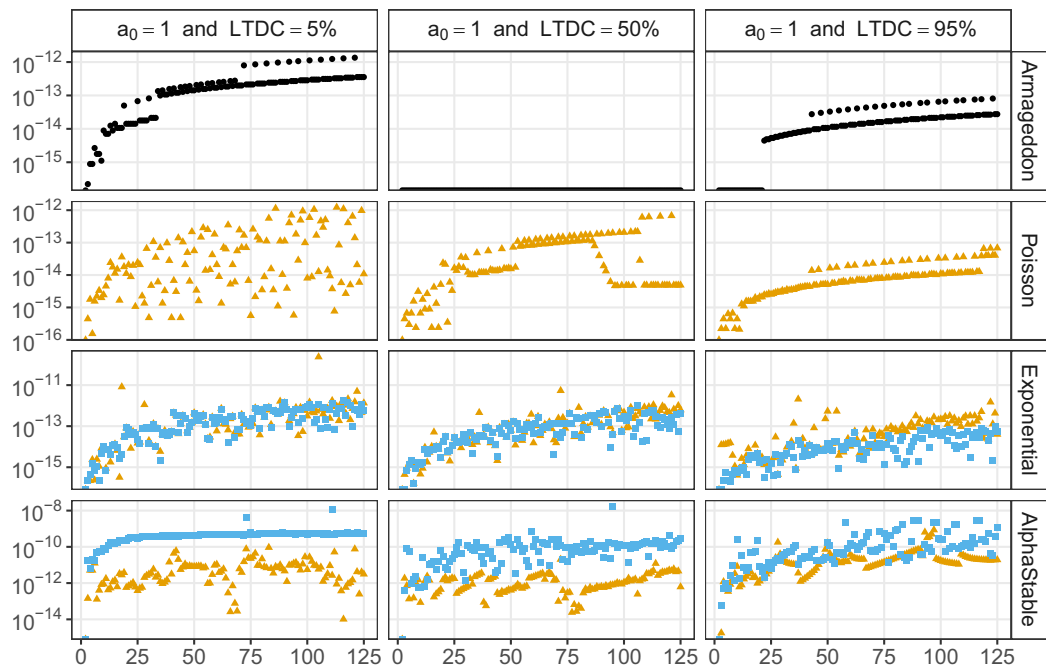 a₀ = 1 and LTDC = 5%
a₀ = 1 and LTDC = 50%
a₀ = 1 and LTDC = 95%
10⁻¹²
10⁻¹³
10⁻¹⁴
10⁻¹⁵
Armageddon
10⁻¹²
10⁻¹³
10⁻¹⁴
10⁻¹⁵
10⁻¹⁶
Poisson
10⁻¹¹
10⁻¹³
10⁻¹⁵
Exponential
10⁻⁸
10⁻¹⁰
10⁻¹²
10⁻¹⁴
AlphaStable
0 25 50 75 100 125
0 25 50 75 100 125
0 25 50 75 100 125